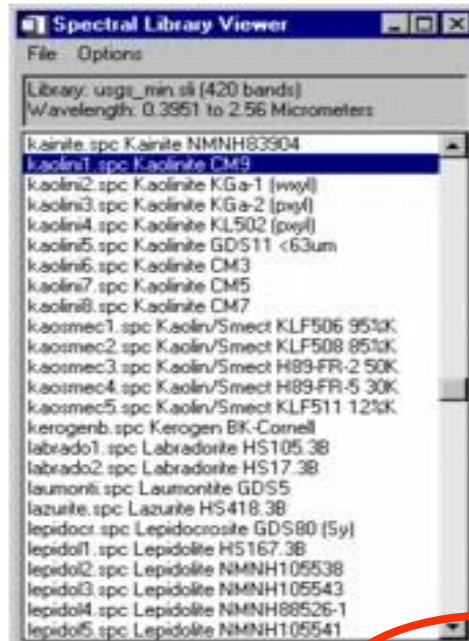 Spectral Library Viewer
File Options
Library: usgs_min.sli (420 bands)
Wavelength: 0.3951 to 2.56 Micrometers
kainite.spc Kainite NMNH83904
kaolini1.spc Kaolinite CM9
kaolini2.spc Kaolinite KGa-1 (wxyl)
kaolini3.spc Kaolinite KGa-2 (pxyl)
kaolini4.spc Kaolinite KL502 (pxyl)
kaolini5.spc Kaolinite GDS11 <63um
kaolini6.spc Kaolinite CM3
kaolini7.spc Kaolinite CM5
kaolini8.spc Kaolinite CM7
kaosmec1.spc Kaolin/Smect KLF506 95%K
kaosmec2.spc Kaolin/Smect KLF508 85%K
kaosmec3.spc Kaolin/Smect H89-FR-2 50K
kaosmec4.spc Kaolin/Smect H89-FR-5 30K
kaosmec5.spc Kaolin/Smect KLF511 12%K
kerogenb.spc Kerogen BK-Cornell
labrado1.spc Labradorite HS105.3B
labrado2.spc Labradorite HS17.3B
laumonti.spc Laumontite GDS5
lazurite.spc Lazurite HS418.3B
lepidocr.spc Lepidocrosite GDS80 (Sy)
lepidol1.spc Lepidolite HS167.3B
lepidol2.spc Lepidolite NMNH105538
lepidol3.spc Lepidolite NMNH105543
lepidol4.spc Lepidolite NMNH88526-1
lepidol5.spc Lepidolite NMNH105541